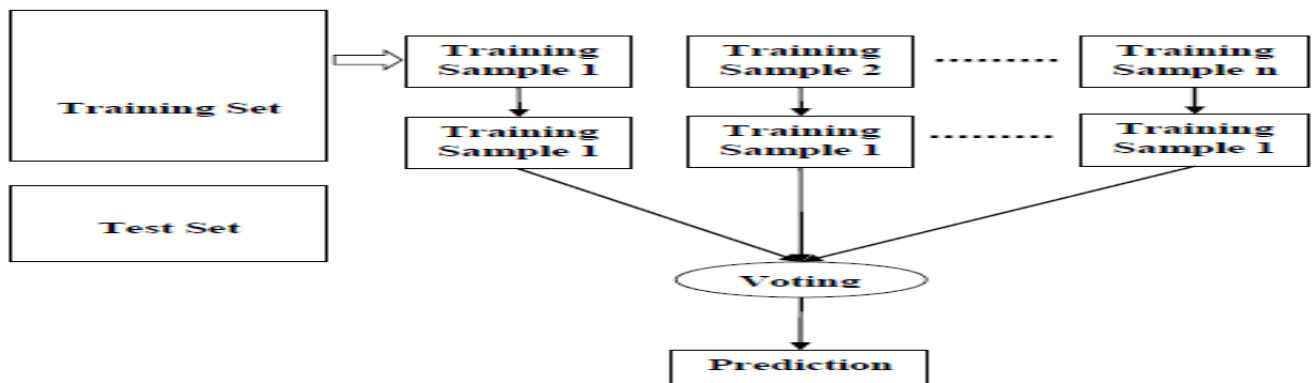 Training Set
Training
Sample 1
Training
Sample 2
Training
Sample n
Training
Sample 1
Training
Sample 1
Training
Sample 1
Test Set
Voting
Prediction